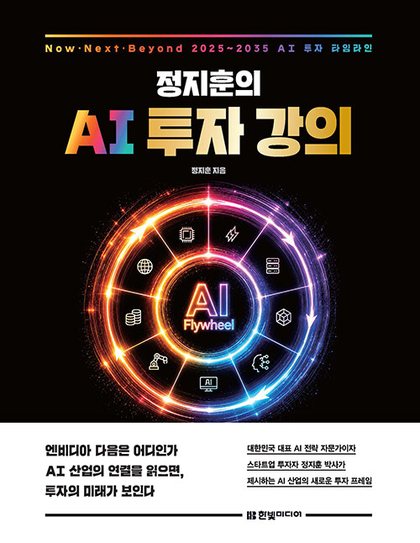 Now·Next·Beyond 2025~2035 AI 투자 타임라인
정지훈의
AI 투자 강의
정지훈 지음
AI
Flywheel
AI
엔비디아 다음은 어디인가
AI 산업의 연결을 읽으면,
투자의 미래가 보인다
대한민국 대표 AI 전략 자문가이자
스타트업 투자자 정지훈 박사가
제시하는 AI 산업의 새로운 투자 프레임
HB 한빛미디어